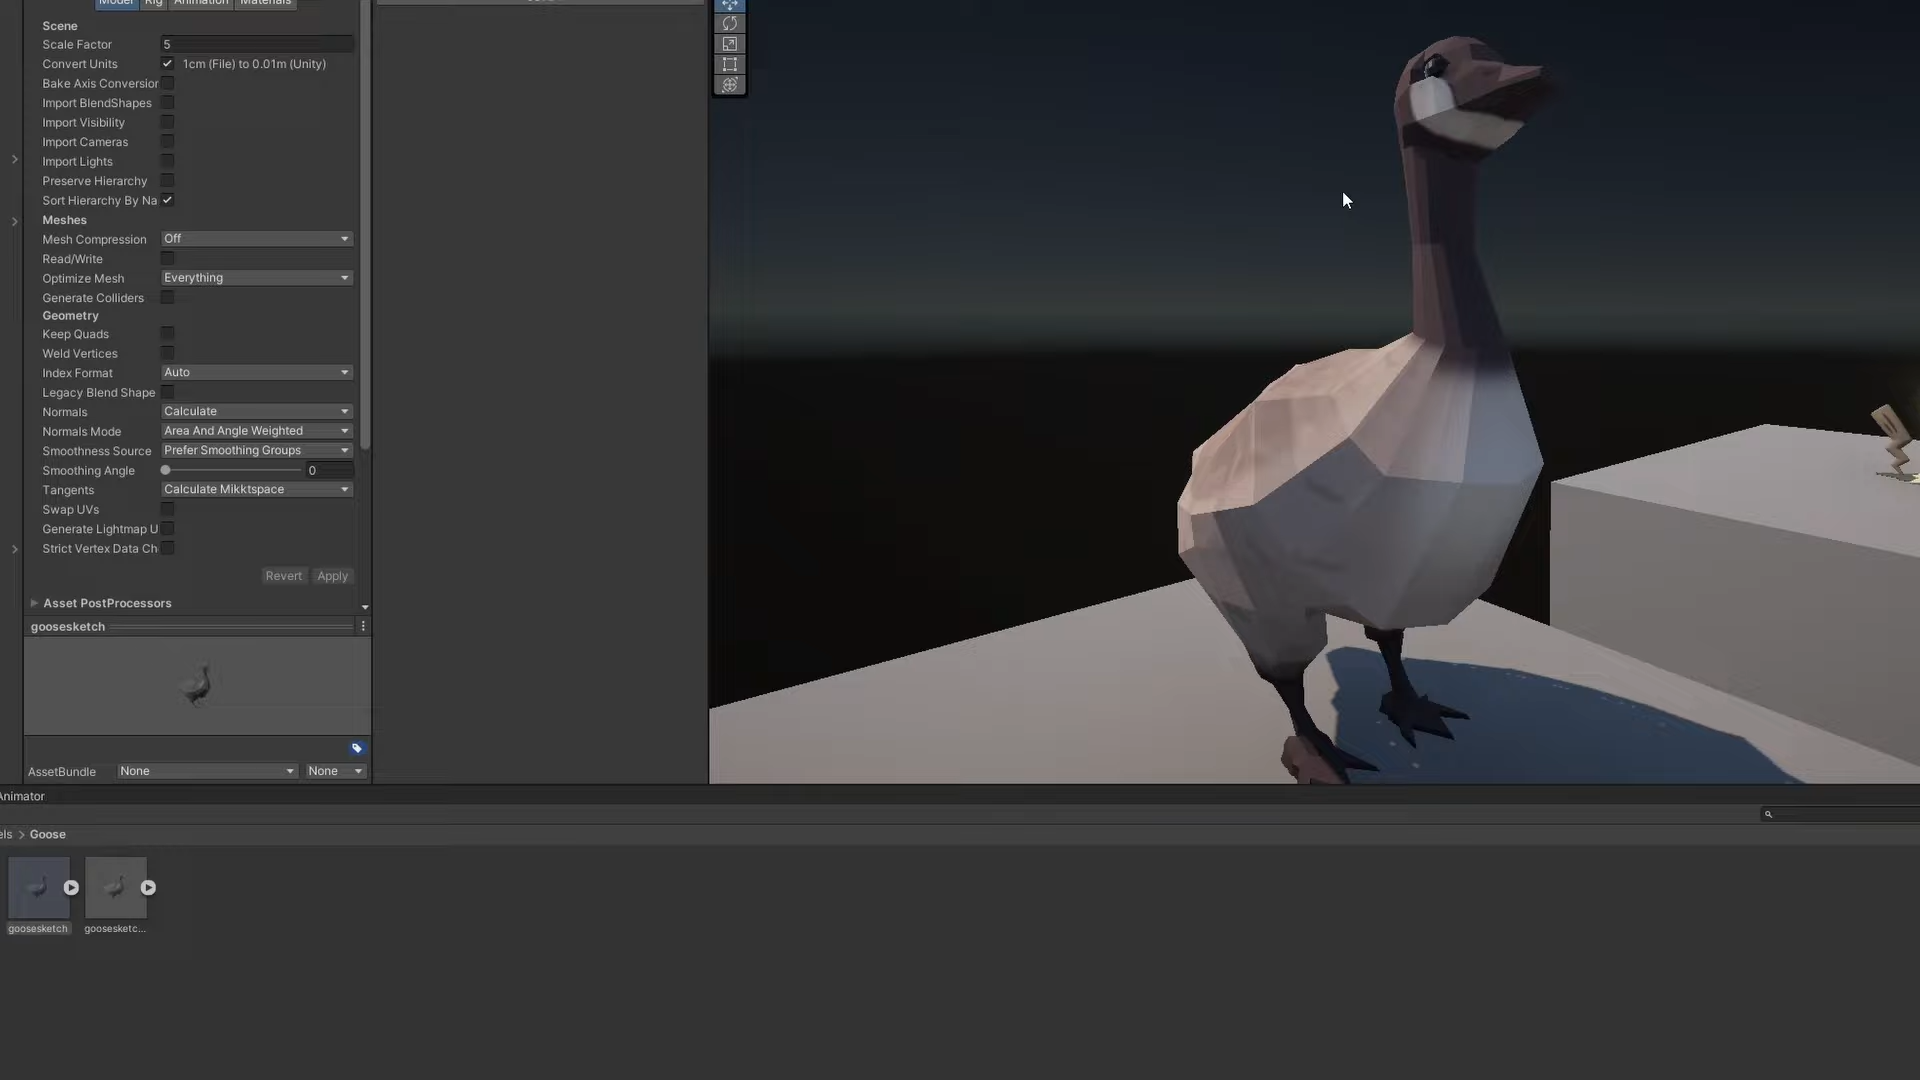 Model Rig Animation Materials
Scene
Scale Factor 5
Convert Units 1cm (File) to 0.01m (Unity)
Bake Axis Conversior
Import BlendShapes
Import Visibility
Import Cameras
Import Lights
Preserve Hierarchy
Sort Hierarchy By Na
Meshes
Mesh Compression Off
Read/Write
Optimize Mesh Everything
Generate Colliders
Geometry
Keep Quads
Weld Vertices
Index Format Auto
Legacy Blend Shape
Normals Calculate
Normals Mode Area And Angle Weighted
Smoothness Source Prefer Smoothing Groups
Smoothing Angle 0
Tangents Calculate Mikktspace
Swap UVs
Generate Lightmap U
Strict Vertex Data Ch
Revert Apply
Asset PostProcessors
goosesketch
AssetBundle None None
Animator
els > Goose
goosesketch goosesketc...